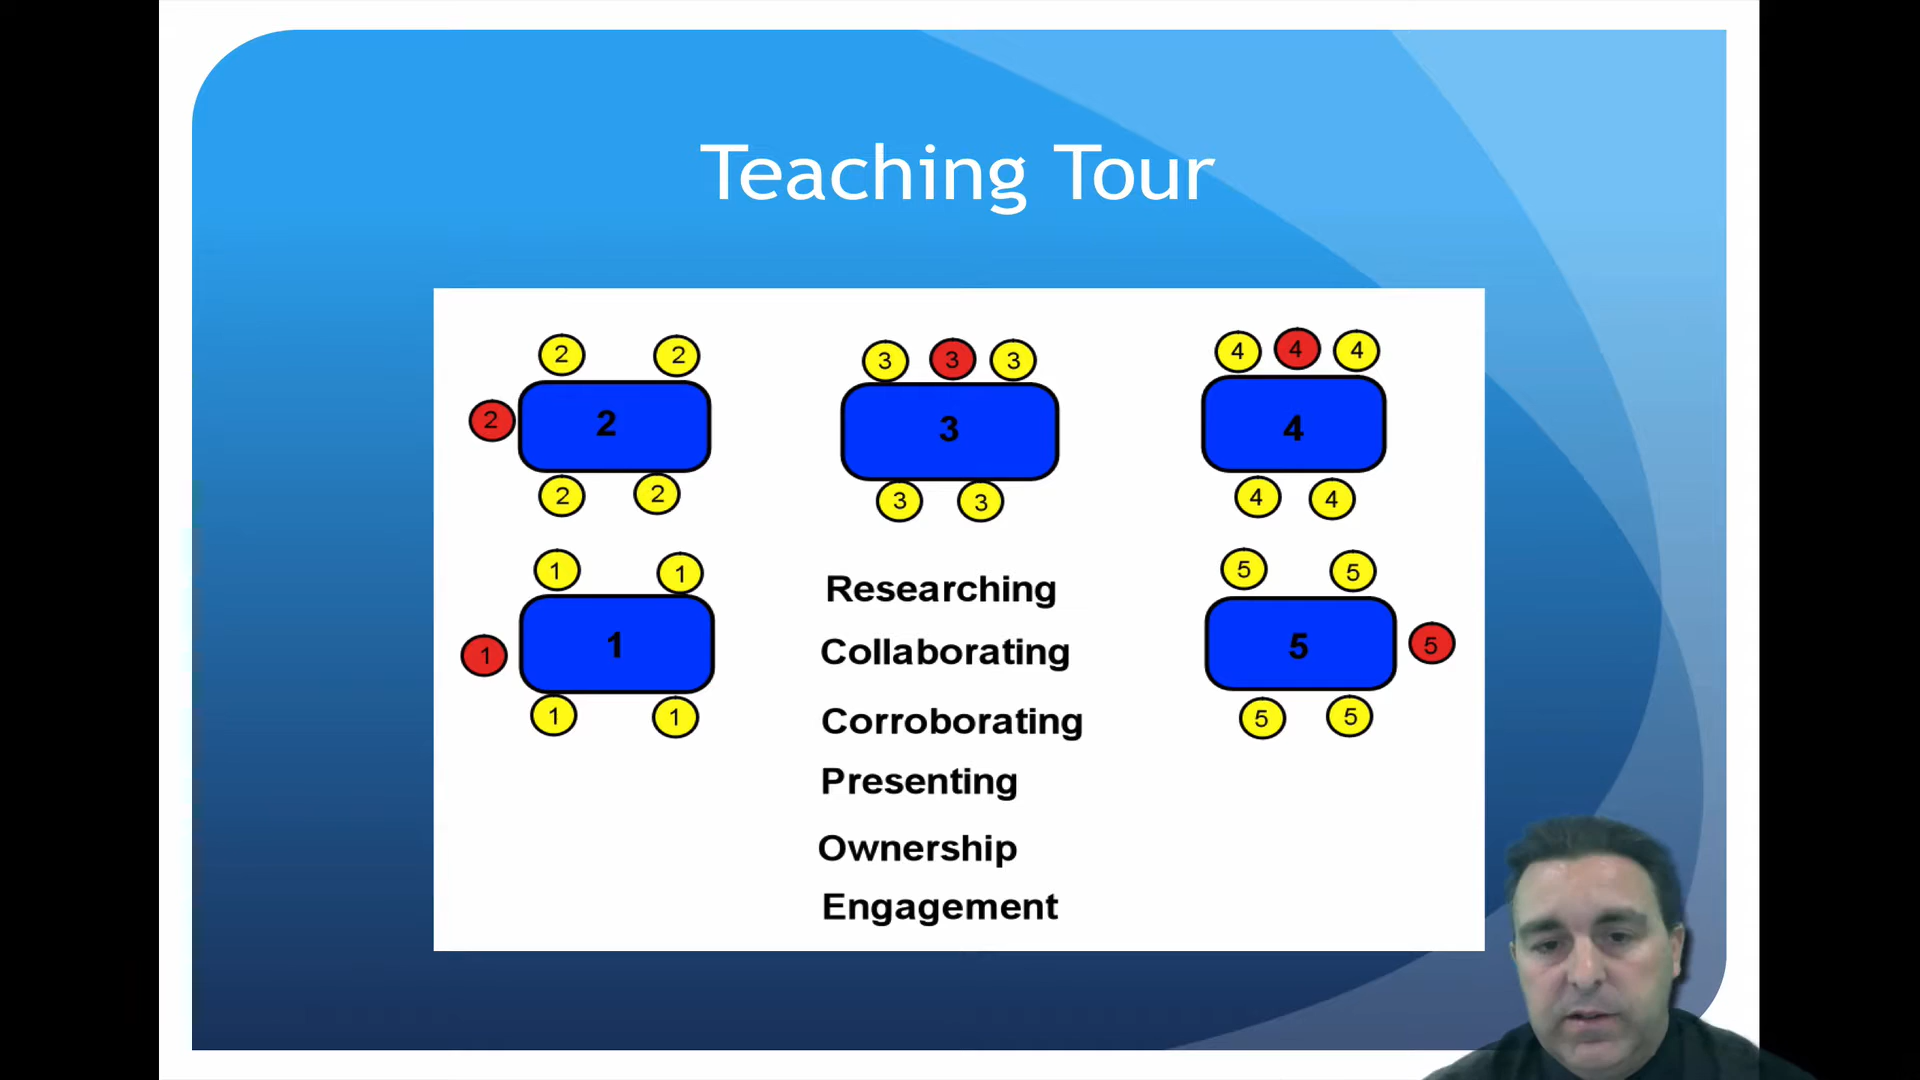 Teaching Tour
2 2
2 2
2 2
3 3 3
3
3 3
4 4 4
4
4 4
1 1
1 1
1 1
Researching
Collaborating
Corroborating
Presenting
Ownership
Engagement
5 5
5 5
5 5